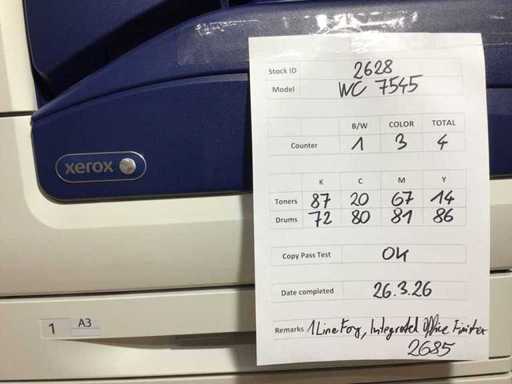 xerox
Stock ID 2628
Model WC 7545
B/W COLOR TOTAL
Counter 1 3 4
K C M Y
Toners 87 20 67 14
Drums 72 80 81 86
Copy Pass Test OK
Date completed 26.3.26
Remarks 1 Line Fax, Integrated Office Finisher
2685
1 A3